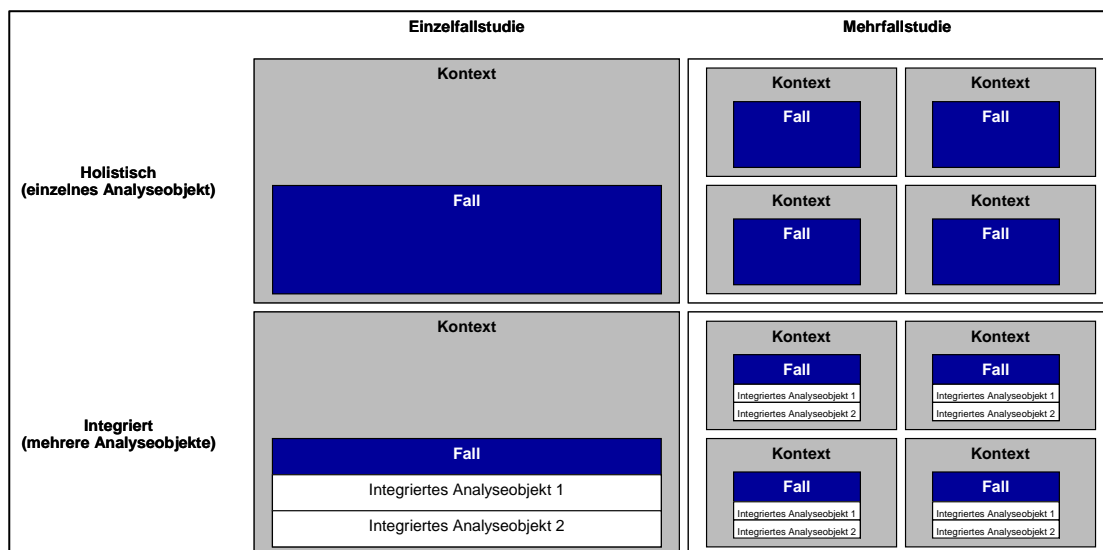 Einzelfallstudie
Mehrfallstudie
Holistisch
(einzelnes Analyseobjekt)
Kontext
Fall
Kontext
Fall
Kontext
Fall
Kontext
Fall
Kontext
Fall
Integriert
(mehrere Analyseobjekte)
Kontext
Fall
Integriertes Analyseobjekt 1
Integriertes Analyseobjekt 2
Kontext
Fall
Integriertes Analyseobjekt 1
Integriertes Analyseobjekt 2
Kontext
Fall
Integriertes Analyseobjekt 1
Integriertes Analyseobjekt 2
Kontext
Fall
Integriertes Analyseobjekt 1
Integriertes Analyseobjekt 2
Kontext
Fall
Integriertes Analyseobjekt 1
Integriertes Analyseobjekt 2